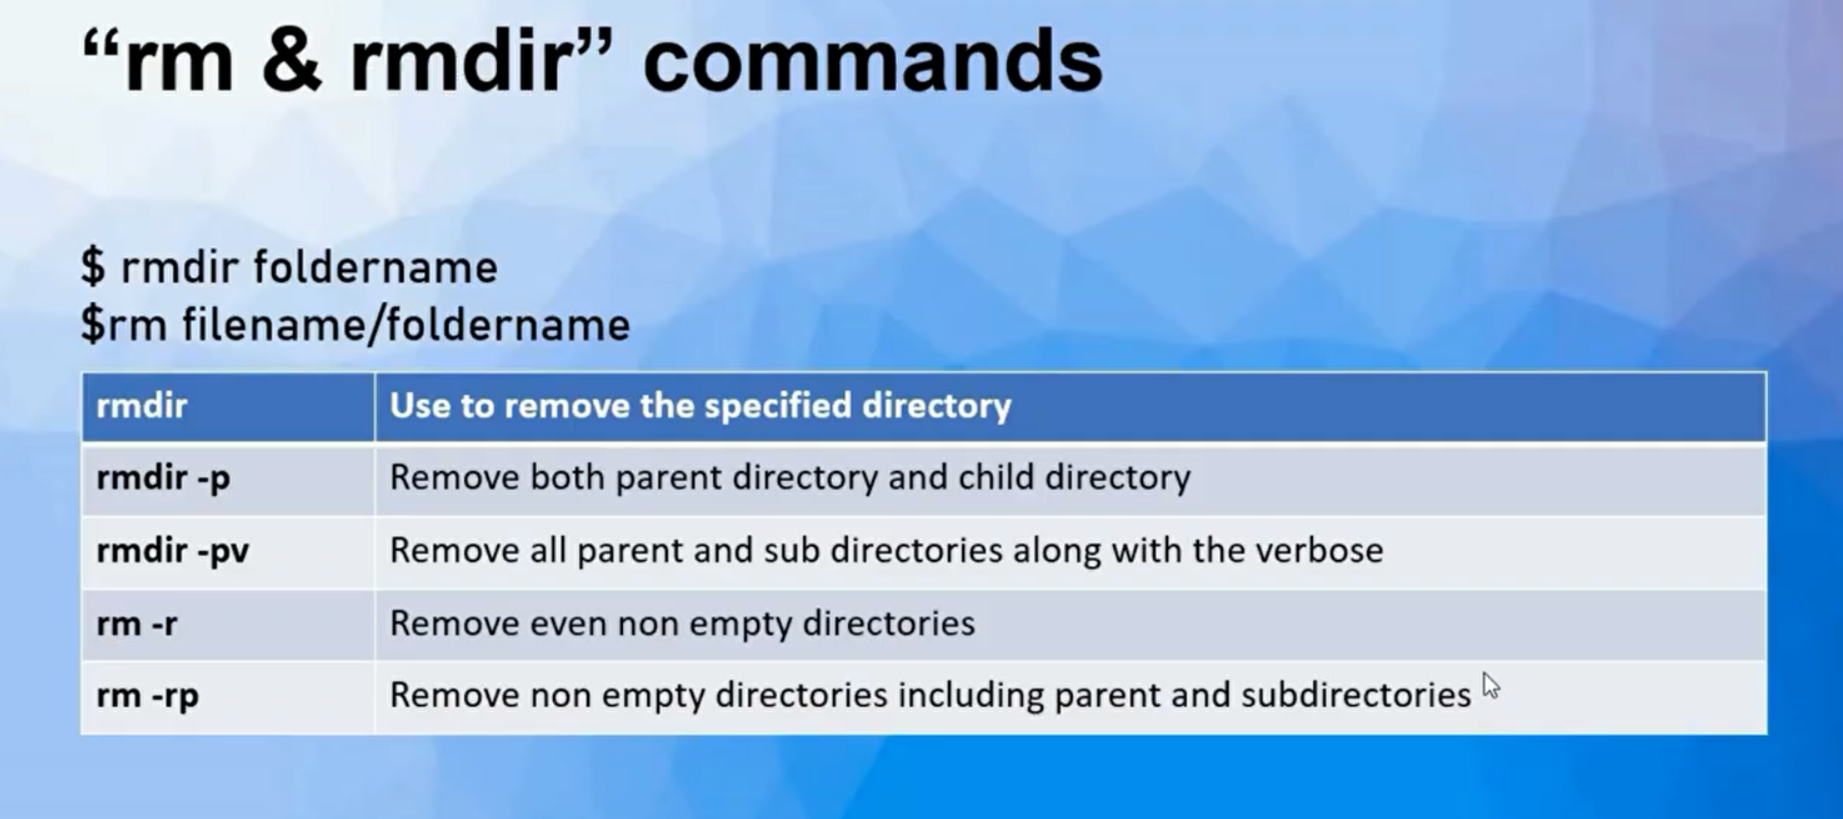 “rm & rmdir” commands
$ rmdir foldername
$rm filename/foldername
rmdir Use to remove the specified directory
rmdir -p Remove both parent directory and child directory
rmdir -pv Remove all parent and sub directories along with the verbose
rm -r Remove even non empty directories
rm -rp Remove non empty directories including parent and subdirectories